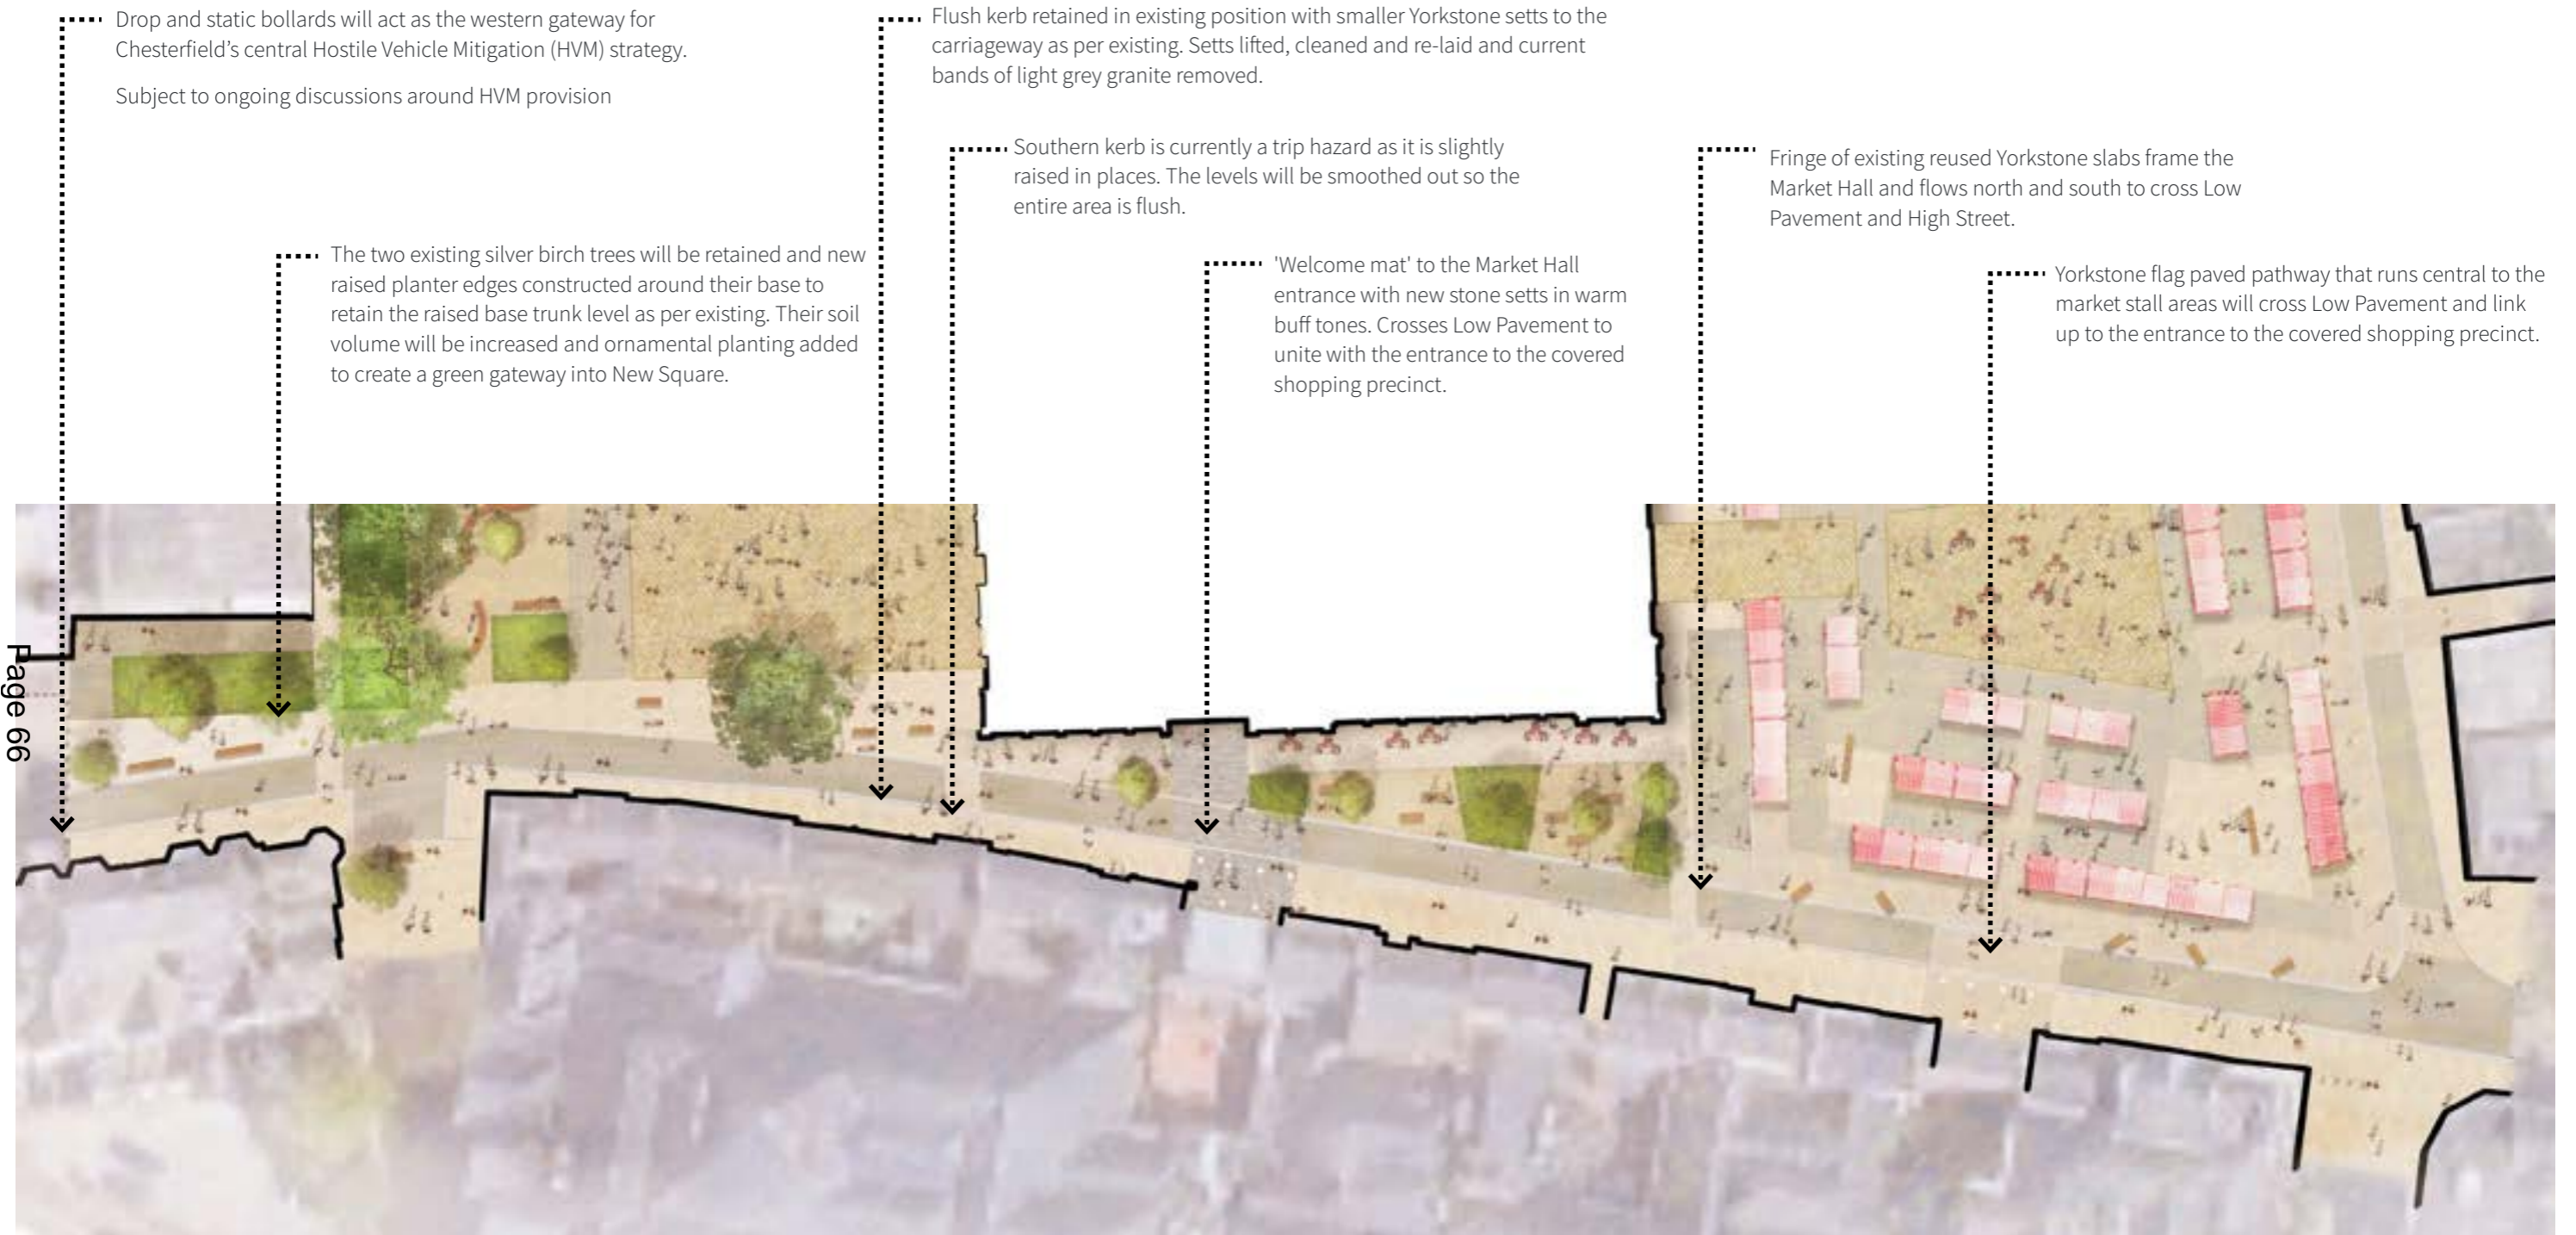 Drop and static bollards will act as the western gateway for
Chesterfield's central Hostile Vehicle Mitigation (HVM) strategy.
Subject to ongoing discussions around HVM provision
The two existing silver birch trees will be retained and new
raised planter edges constructed around their base to
retain the raised base trunk level as per existing. Their soil
volume will be increased and ornamental planting added
to create a green gateway into New Square.
Flush kerb retained in existing position with smaller Yorkstone setts to the
carriageway as per existing. Setts lifted, cleaned and re-laid and current
bands of light grey granite removed.
Southern kerb is currently a trip hazard as it is slightly
raised in places. The levels will be smoothed out so the
entire area is flush.
'Welcome mat' to the Market Hall
entrance with new stone setts in warm
buff tones. Crosses Low Pavement to
unite with the entrance to the covered
shopping precinct.
Fringe of existing reused Yorkstone slabs frame the
Market Hall and flows north and south to cross Low
Pavement and High Street.
Yorkstone flag paved pathway that runs central to the
market stall areas will cross Low Pavement and link
up to the entrance to the covered shopping precinct.
Page 66